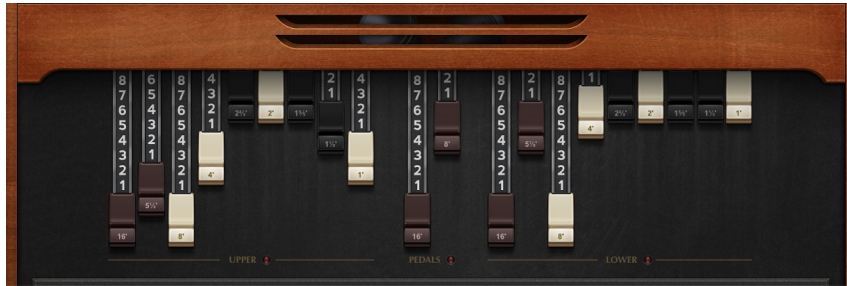 8 6 8 4 2 4 8 2 8 2 8 1
7 5 7 3 1 3 7 1 7 1 7
6 4 6 2 2⅔' 2' 1⅗' 2 6 6 6 2⅔' 2' 1⅗' 1⅓' 1'
5 3 5 1 1 5 5 5 4'
4 2 4 1⅓' 4 8' 4 5⅓' 4
3 1 3 3 3 3
2 2 4' 1' 2 2 2
1 1 1 1 1
5⅓'
16' 8' 16' 16' 8'
UPPER PEDALS LOWER